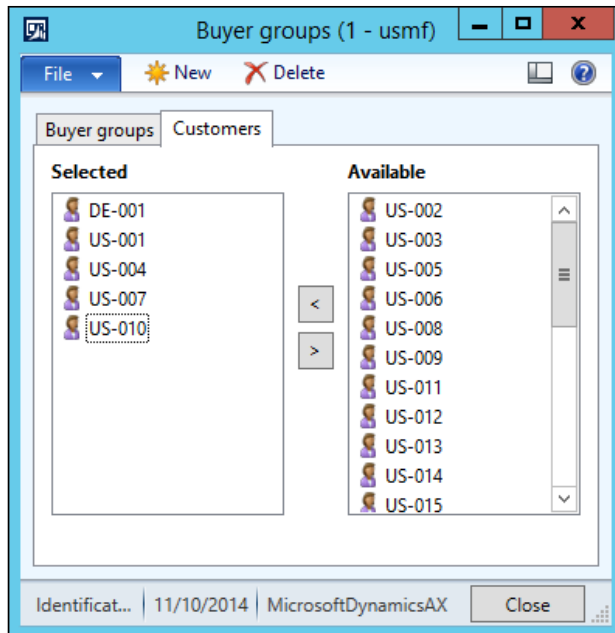 Buyer groups (1 - usmf)
File New Delete
Buyer groups Customers
Selected Available
DE-001 US-002
US-001 US-003
US-004 US-005
US-007 US-006
US-010 US-008
< US-009
> US-011
US-012
US-013
US-014
US-015
Identificat... 11/10/2014 MicrosoftDynamicsAX Close